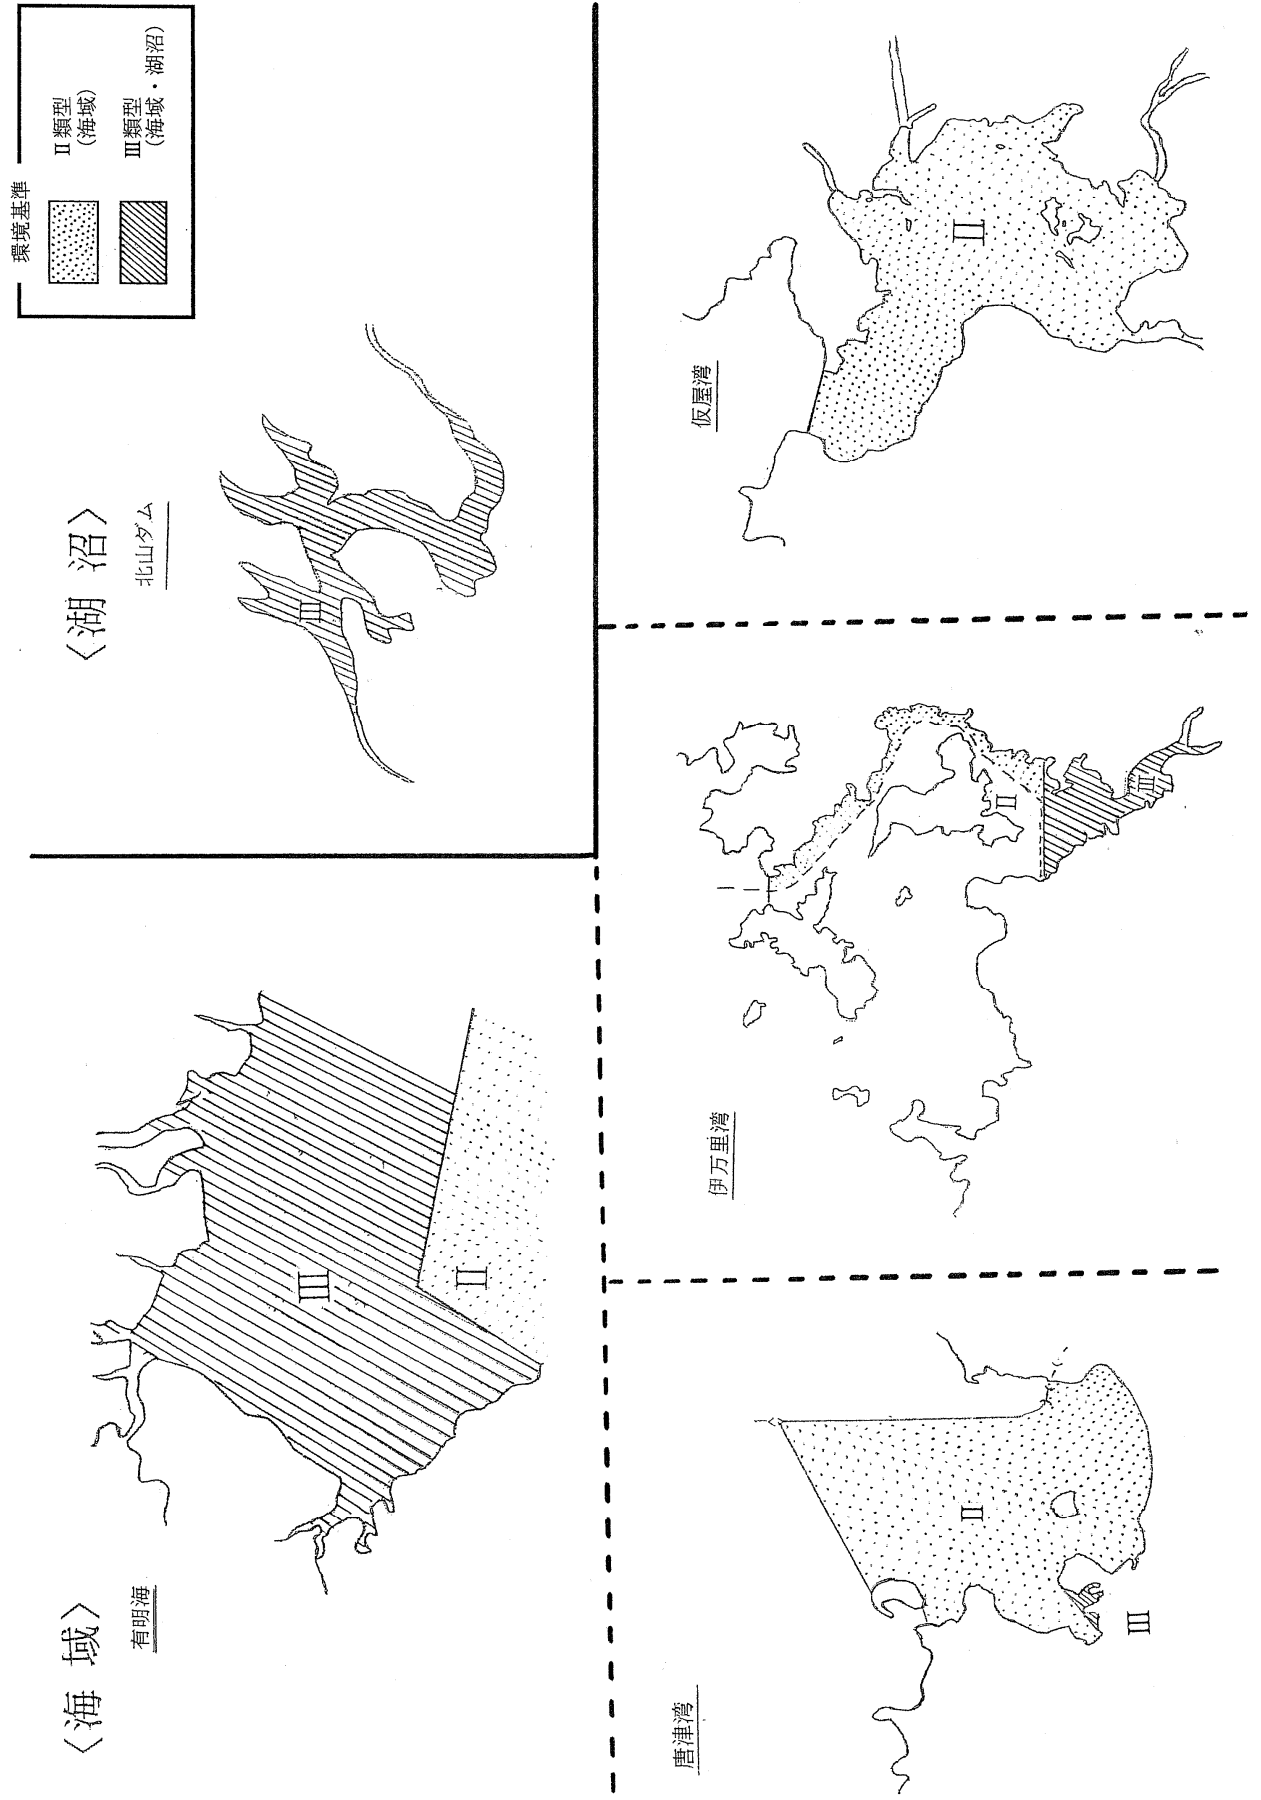 環境基準
II類型
(海域)
III類型
(海域・湖沼)
〈湖 沼〉
北山ダム
III
〈海 域〉
有明海
III
II
仮屋湾
II
伊万里湾
II
III
唐津湾
II
III